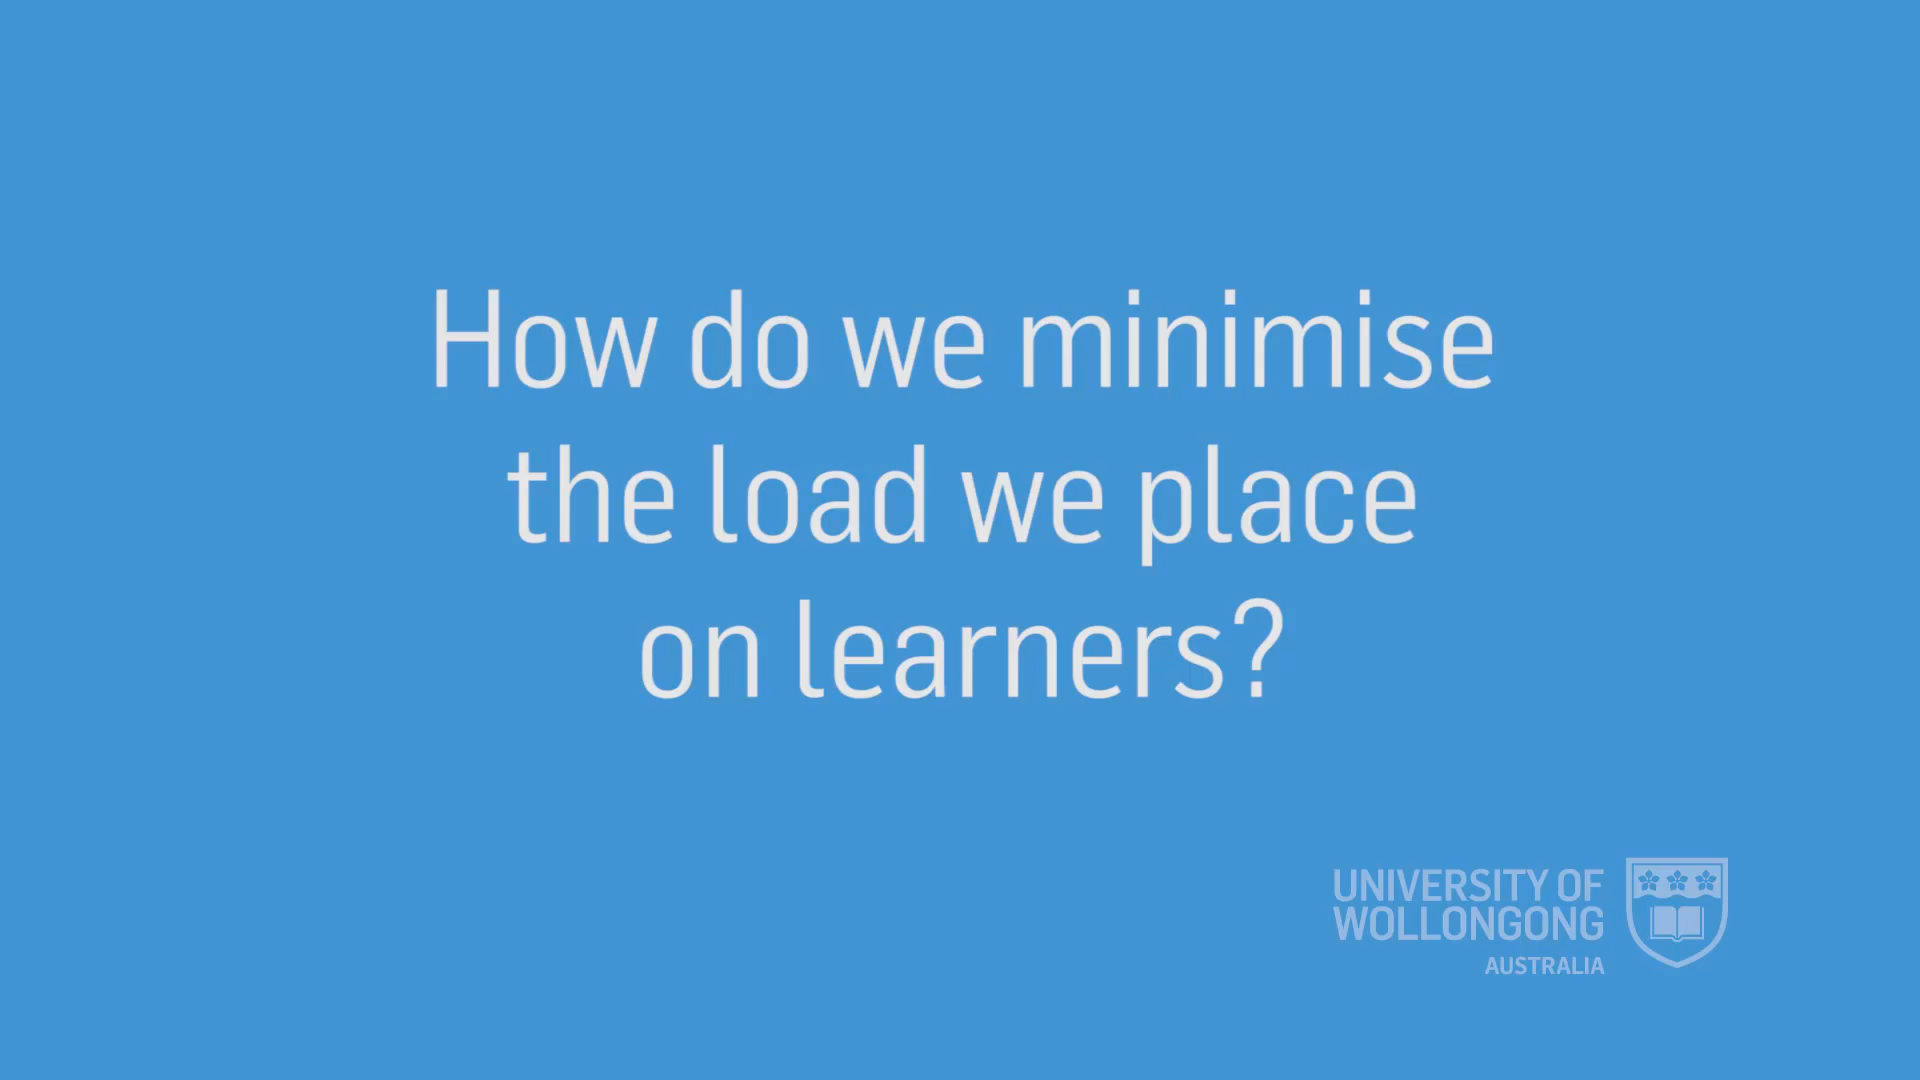 How do we minimise
the load we place
on learners?
UNIVERSITY OF
WOLLONGONG
AUSTRALIA